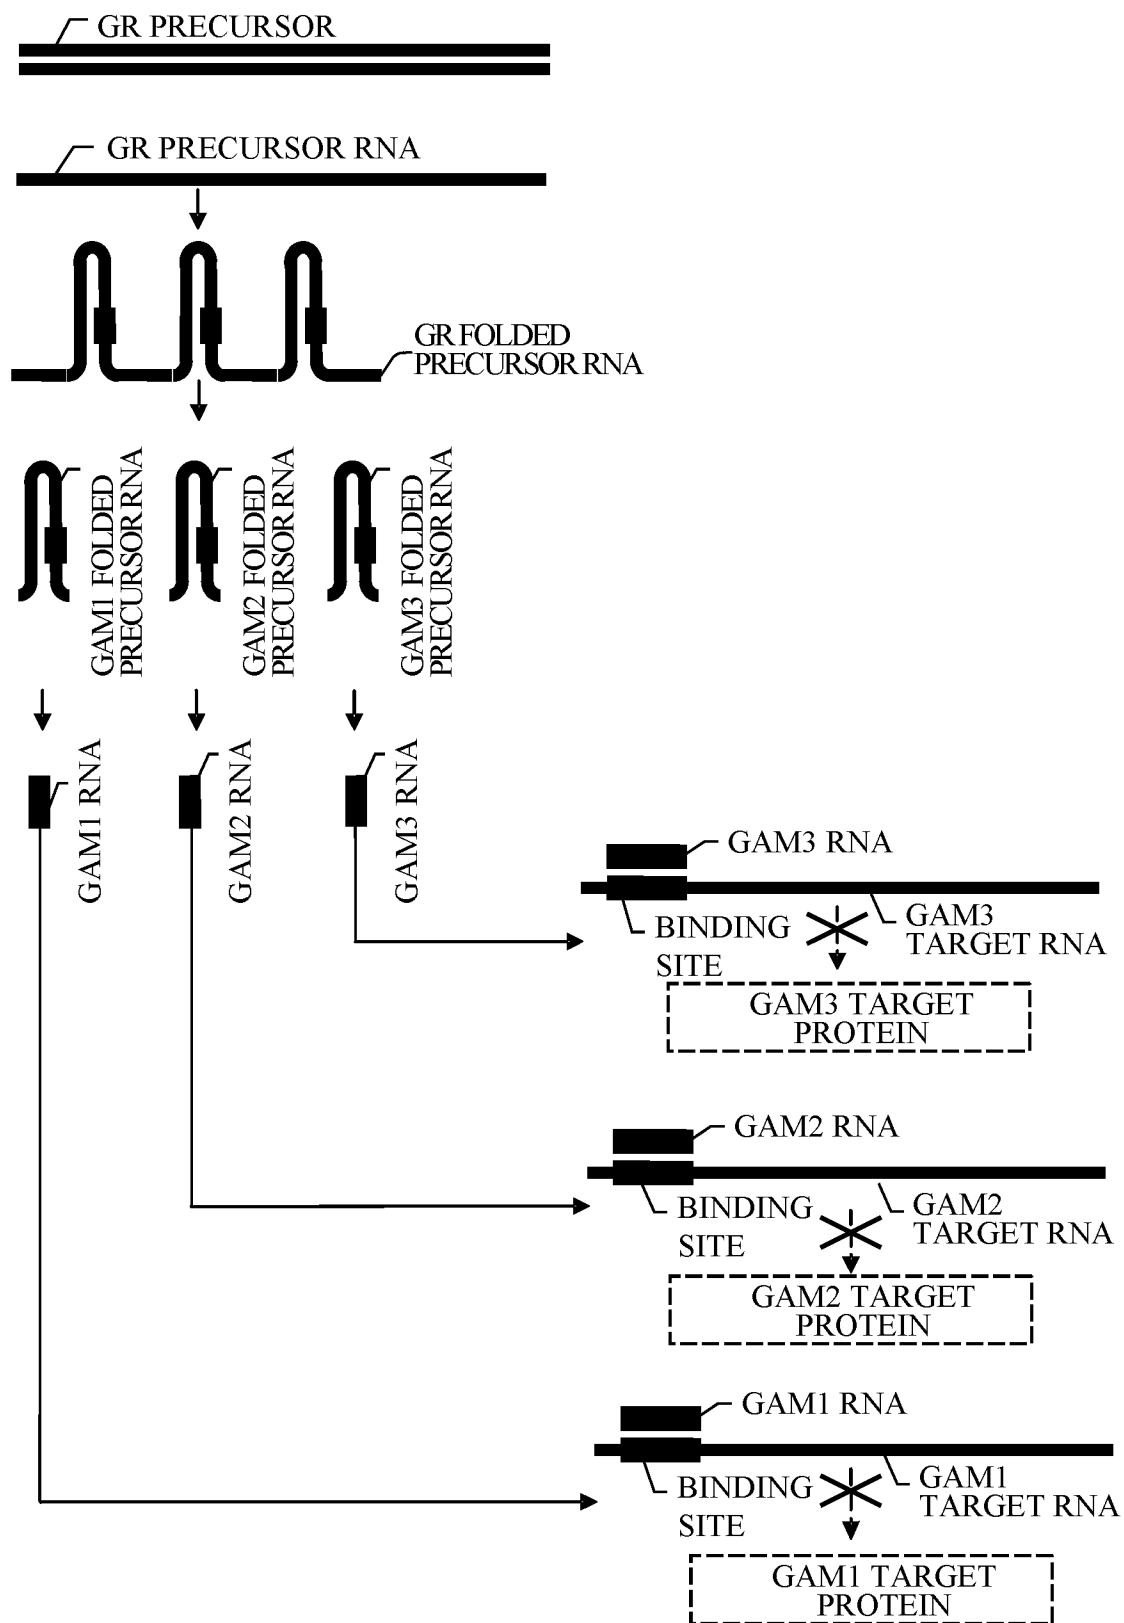 GR PRECURSOR
GR PRECURSOR RNA
GR FOLDED
PRECURSOR RNA
GAM1 FOLDED
PRECURSOR RNA
GAM2 FOLDED
PRECURSOR RNA
GAM3 FOLDED
PRECURSOR RNA
GAM1 RNA
GAM2 RNA
GAM3 RNA
GAM3 RNA
BINDING
SITE
GAM3
TARGET RNA
GAM3 TARGET
PROTEIN
GAM2 RNA
BINDING
SITE
GAM2
TARGET RNA
GAM2 TARGET
PROTEIN
GAM1 RNA
BINDING
SITE
GAM1
TARGET RNA
GAM1 TARGET
PROTEIN